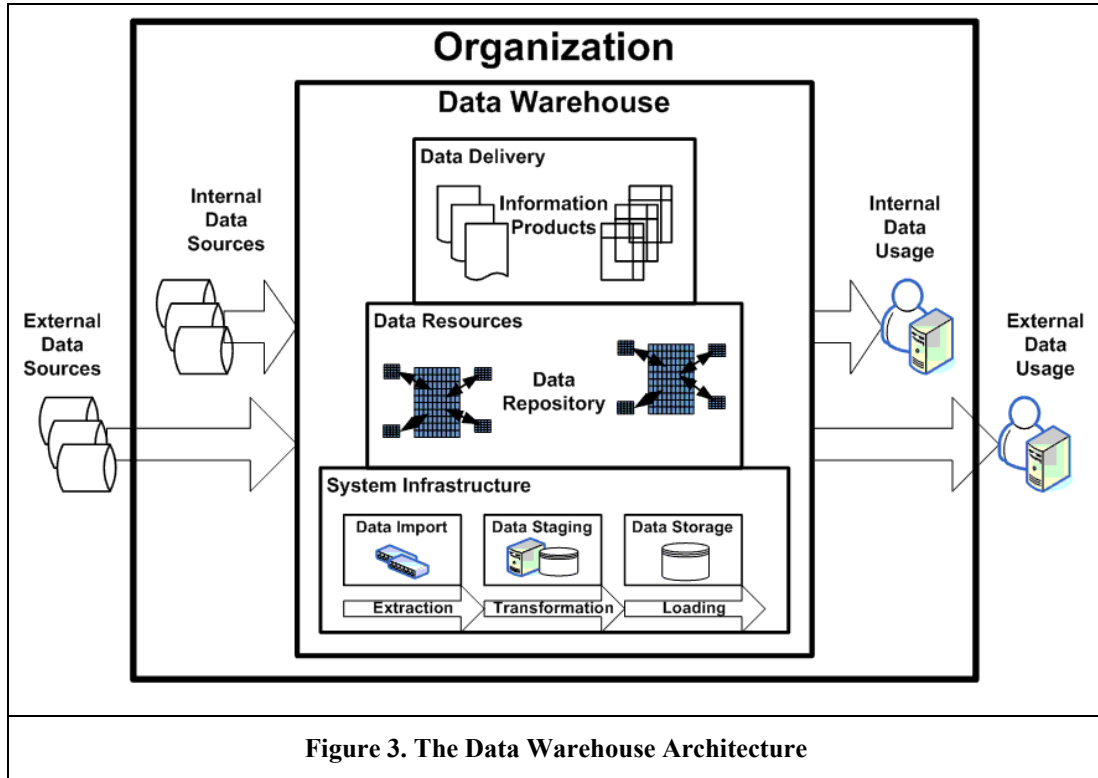 Organization
Data Warehouse
Data Delivery
Information
Products
Internal
Data
Sources
Internal
Data
Usage
External
Data
Sources
External
Data
Usage
Data Resources
Data
Repository
System Infrastructure
Data Import
Data Staging
Data Storage
Extraction
Transformation
Loading
Figure 3. The Data Warehouse Architecture